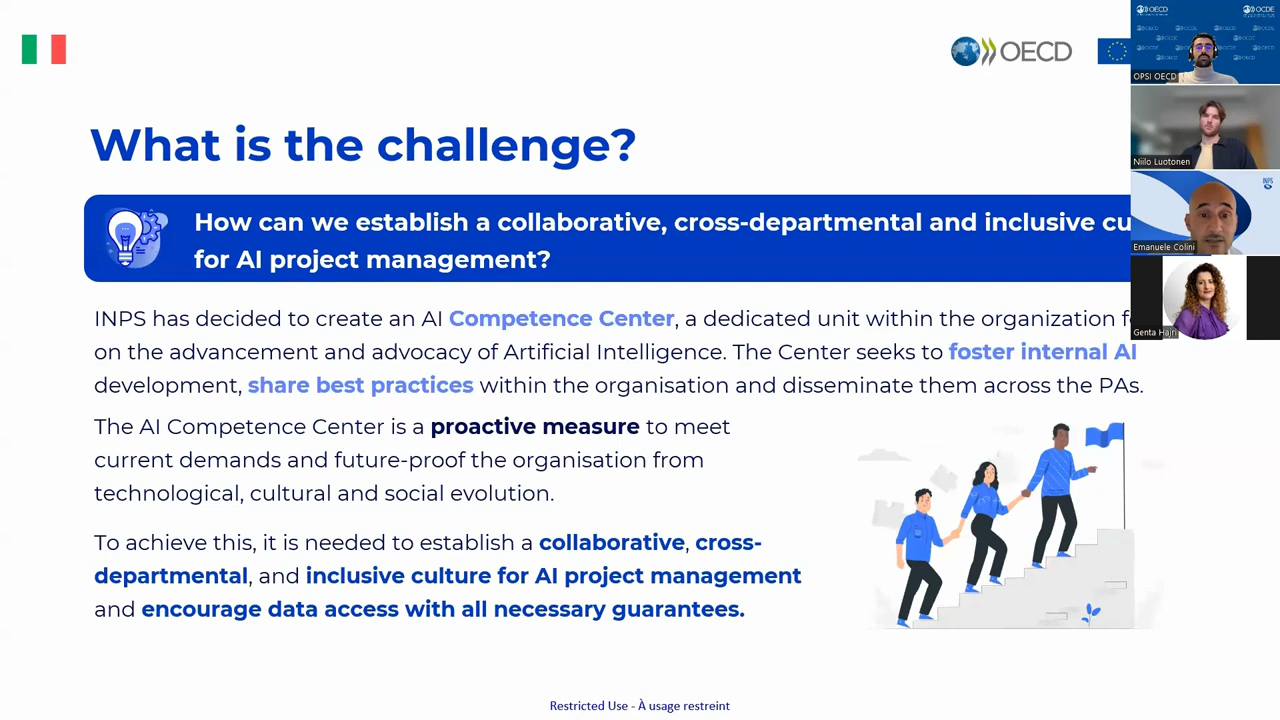 OECD
What is the challenge?
How can we establish a collaborative, cross-departmental and inclusive
for AI project management?
INPS has decided to create an AI Competence Center, a dedicated unit within the organization
on the advancement and advocacy of Artificial Intelligence. The Center seeks to foster internal AI
development, share best practices within the organisation and disseminate them across the PAs.
The AI Competence Center is a proactive measure to meet
current demands and future-proof the organisation from
technological, cultural and social evolution.
To achieve this, it is needed to establish a collaborative, cross-
departmental, and inclusive culture for AI project management
and encourage data access with all necessary guarantees.
Restricted Use - À usage restreint
OECD
OCDE
OPSI OECD
Niilo Luotonen
INPS
Emanuele Colini
Genta Hajri